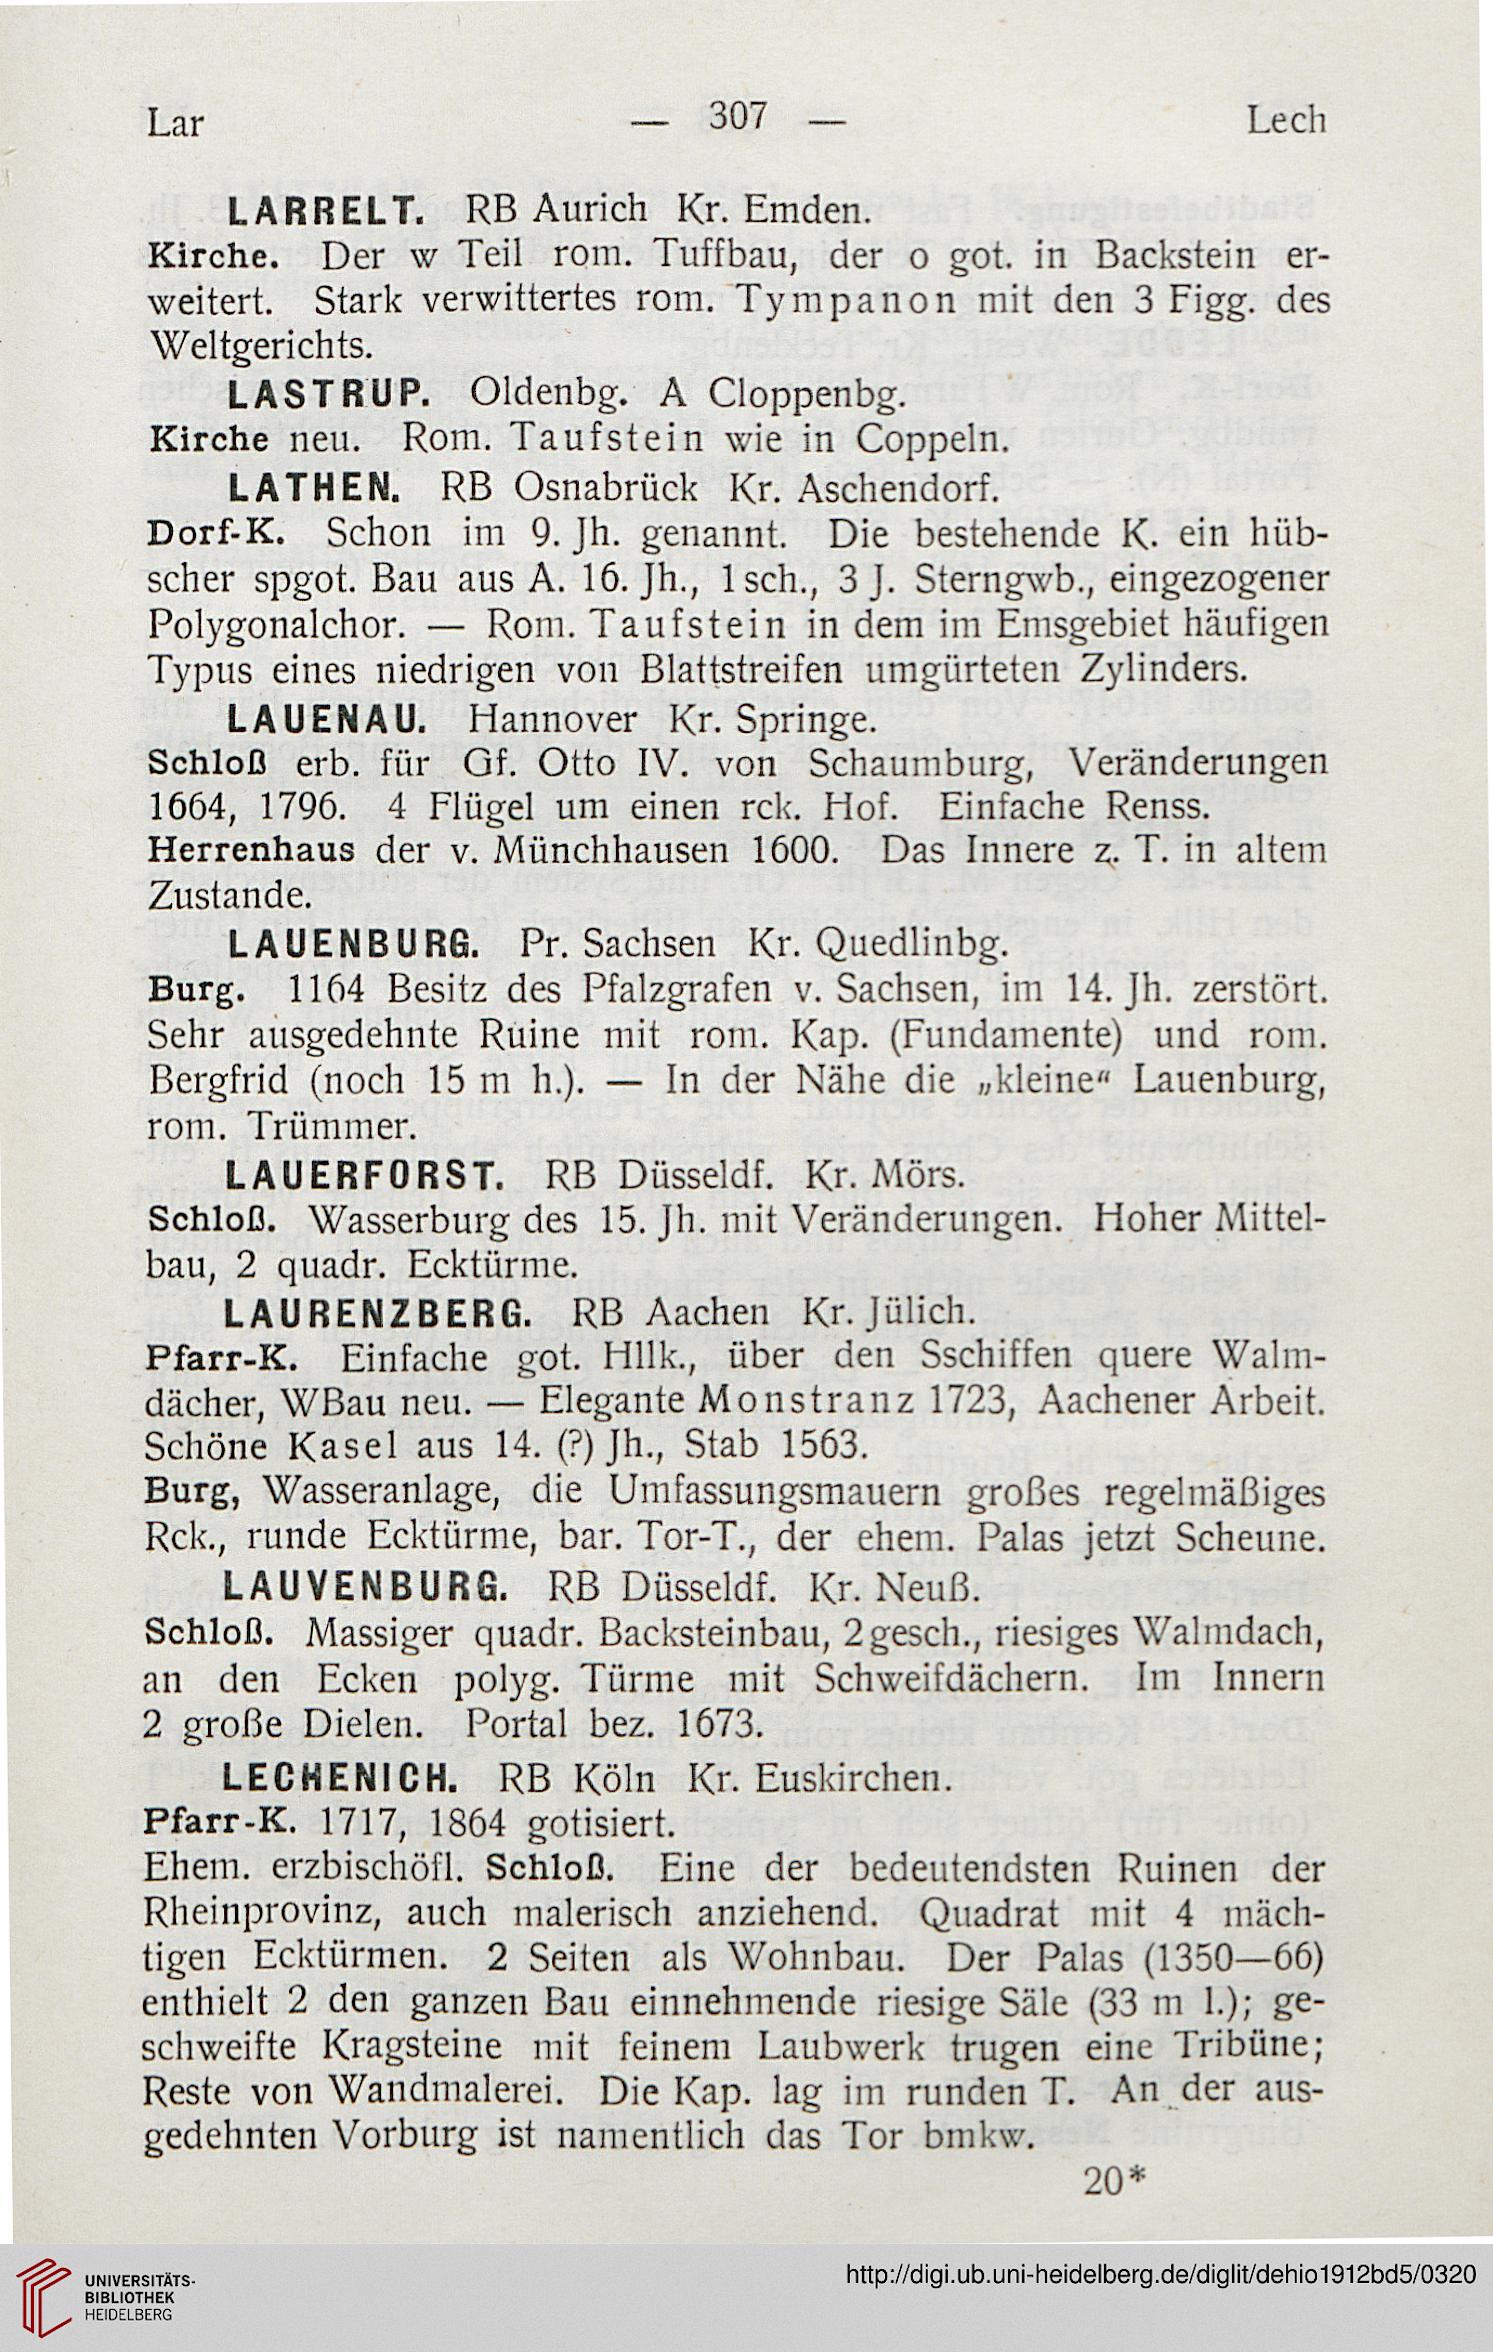 Lar — 307 — Lech
LARRELT. RB Aurich Kr. Emden.
Kirche. Der w Teil rom. Tuffbau, der o got. in Backstein er-
weitert. Stark verwittertes rom. Tympanon mit den 3 Figg. des
Weltgerichts.
LASTRUP. Oldenbg. A Cloppenbg.
Kirche neu. Rom. Taufstein wie in Coppeln.
LATHEN. RB Osnabrück Kr. Aschendorf.
Dorf-K. Schon im 9. Jh. genannt. Die bestehende K. ein hüb-
scher spgot. Bau aus A. 16. Jh., 1sch., 3 J. Sterngwb., eingezogener
Polygonalchor. — Rom. Taufstein in dem im Emsgebiet häufigen
Typus eines niedrigen von Blattstreifen umgürteten Zylinders.
LAUENAU. Hannover Kr. Springe.
Schloß erb. für Gf. Otto IV. von Schaumburg, Veränderungen
1664, 1796. 4 Flügel um einen rck. Hof. Einfache Renss.
Herrenhaus der v. Münchhausen 1600. Das Innere z. T. in altem
Zustande.
LAUENBURG. Pr. Sachsen Kr. Quedlinbg.
Burg. 1164 Besitz des Pfalzgrafen v. Sachsen, im 14. Jh. zerstört.
Sehr ausgedehnte Ruine mit rom. Kap. (Fundamente) und rom.
Bergfrid (noch 15 m h.). — In der Nähe die „kleine" Lauenburg,
rom. Trümmer.
LAUERFORST. RB Düsseldf. Kr. Mörs.
Schloß. Wasserburg des 15. Jh. mit Veränderungen. Hoher Mittel-
bau, 2 quadr. Ecktürme.
LAURENZBERG. RB Aachen Kr. Jülich.
Pfarr-K. Einfache got. Hllk., über den Sschiffen quere Walm-
dächer, WBau neu. — Elegante Monstranz 1723, Aachener Arbeit.
Schöne Kasel aus 14. (?) Jh., Stab 1563.
Burg, Wasseranlage, die Umfassungsmauern großes regelmäßiges
Rck., runde Ecktürme, bar. Tor-T., der ehem. Palas jetzt Scheune.
LAUVENBURG. RB Düsseldf. Kr. Neuß.
Schloß. Massiger quadr. Backsteinbau, 2gesch., riesiges Walmdach,
an den Ecken polyg. Türme mit Schweifdächern. Im Innern
2 große Dielen. Portal bez. 1673.
LECHENICH. RB Köln Kr. Euskirchen.
Pfarr-K. 1717, 1864 gotisiert.
Ehem. erzbischöfl. Schloß. Eine der bedeutendsten Ruinen der
Rheinprovinz, auch malerisch anziehend. Quadrat mit 4 mäch-
tigen Ecktürmen. 2 Seiten als Wohnbau. Der Palas (1350—66)
enthielt 2 den ganzen Bau einnehmende riesige Säle (33 m l.); ge-
schweifte Kragsteine mit feinem Laubwerk trugen eine Tribüne;
Reste von Wandmalerei. Die Kap. lag im runden T. An der aus-
gedehnten Vorburg ist namentlich das Tor bmkw.
20*
UNIVERSITÄTS-
BIBLIOTHEK
HEIDELBERG
http://digi.ub.uni-heidelberg.de/diglit/dehio1912bd5/0320